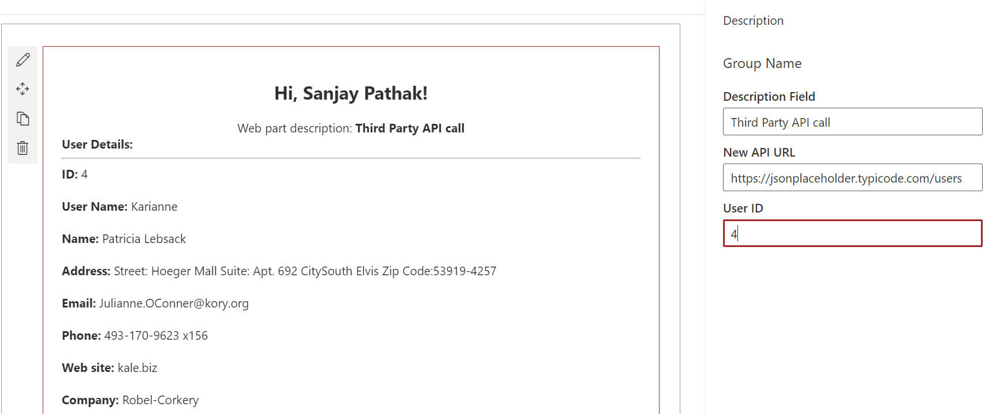 Hi, Sanjay Pathak!
Web part description: Third Party API call
User Details:
ID: 4
User Name: Karianne
Name: Patricia Lebsack
Address: Street: Hoeger Mall Suite: Apt. 692 CitySouth Elvis Zip Code:53919-4257
Email: Julianne.OConner@kory.org
Phone: 493-170-9623 x156
Web site: kale.biz
Company: Robel-Corkery
Description
Group Name
Description Field
Third Party API call
New API URL
https://jsonplaceholder.typicode.com/users
User ID
4